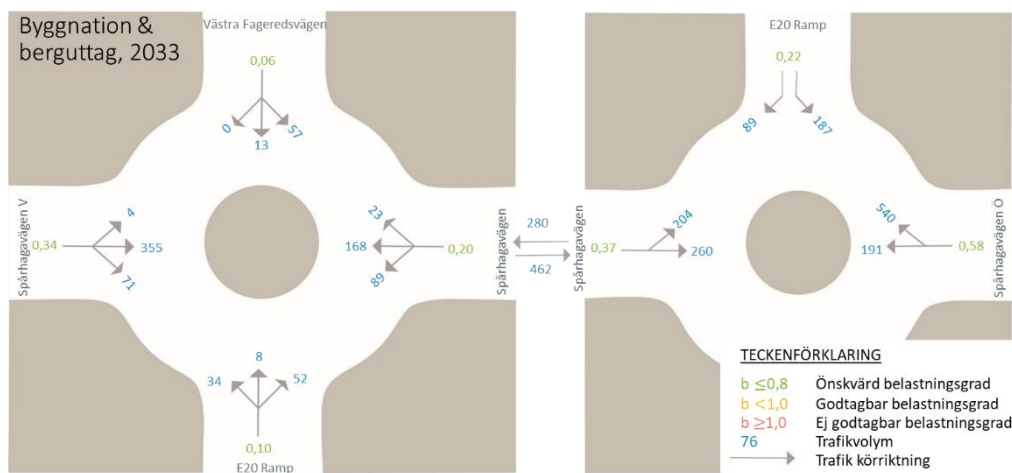 Byggnation &
berguttag, 2033
Västra Fageredsvägen
0,06
0
13
57
Spårhagavägen V
0,34
4
355
71
23
168
89
0,20
Spårhagavägen
34
8
52
0,10
E20 Ramp
280
462
E20 Ramp
0,22
89
187
Spårhagavägen
0,37
204
260
540
191
0,58
Spårhagavägen Ö
TECKENFÖRKLARING
b ≤0,8 Önskvärd belastningsgrad
b <1,0 Godtagbar belastningsgrad
b ≥1,0 Ej godtagbar belastningsgrad
76 Trafikvolym
Trafik körriktning